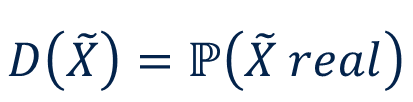 D(X̃) = ℙ(X̃ real)